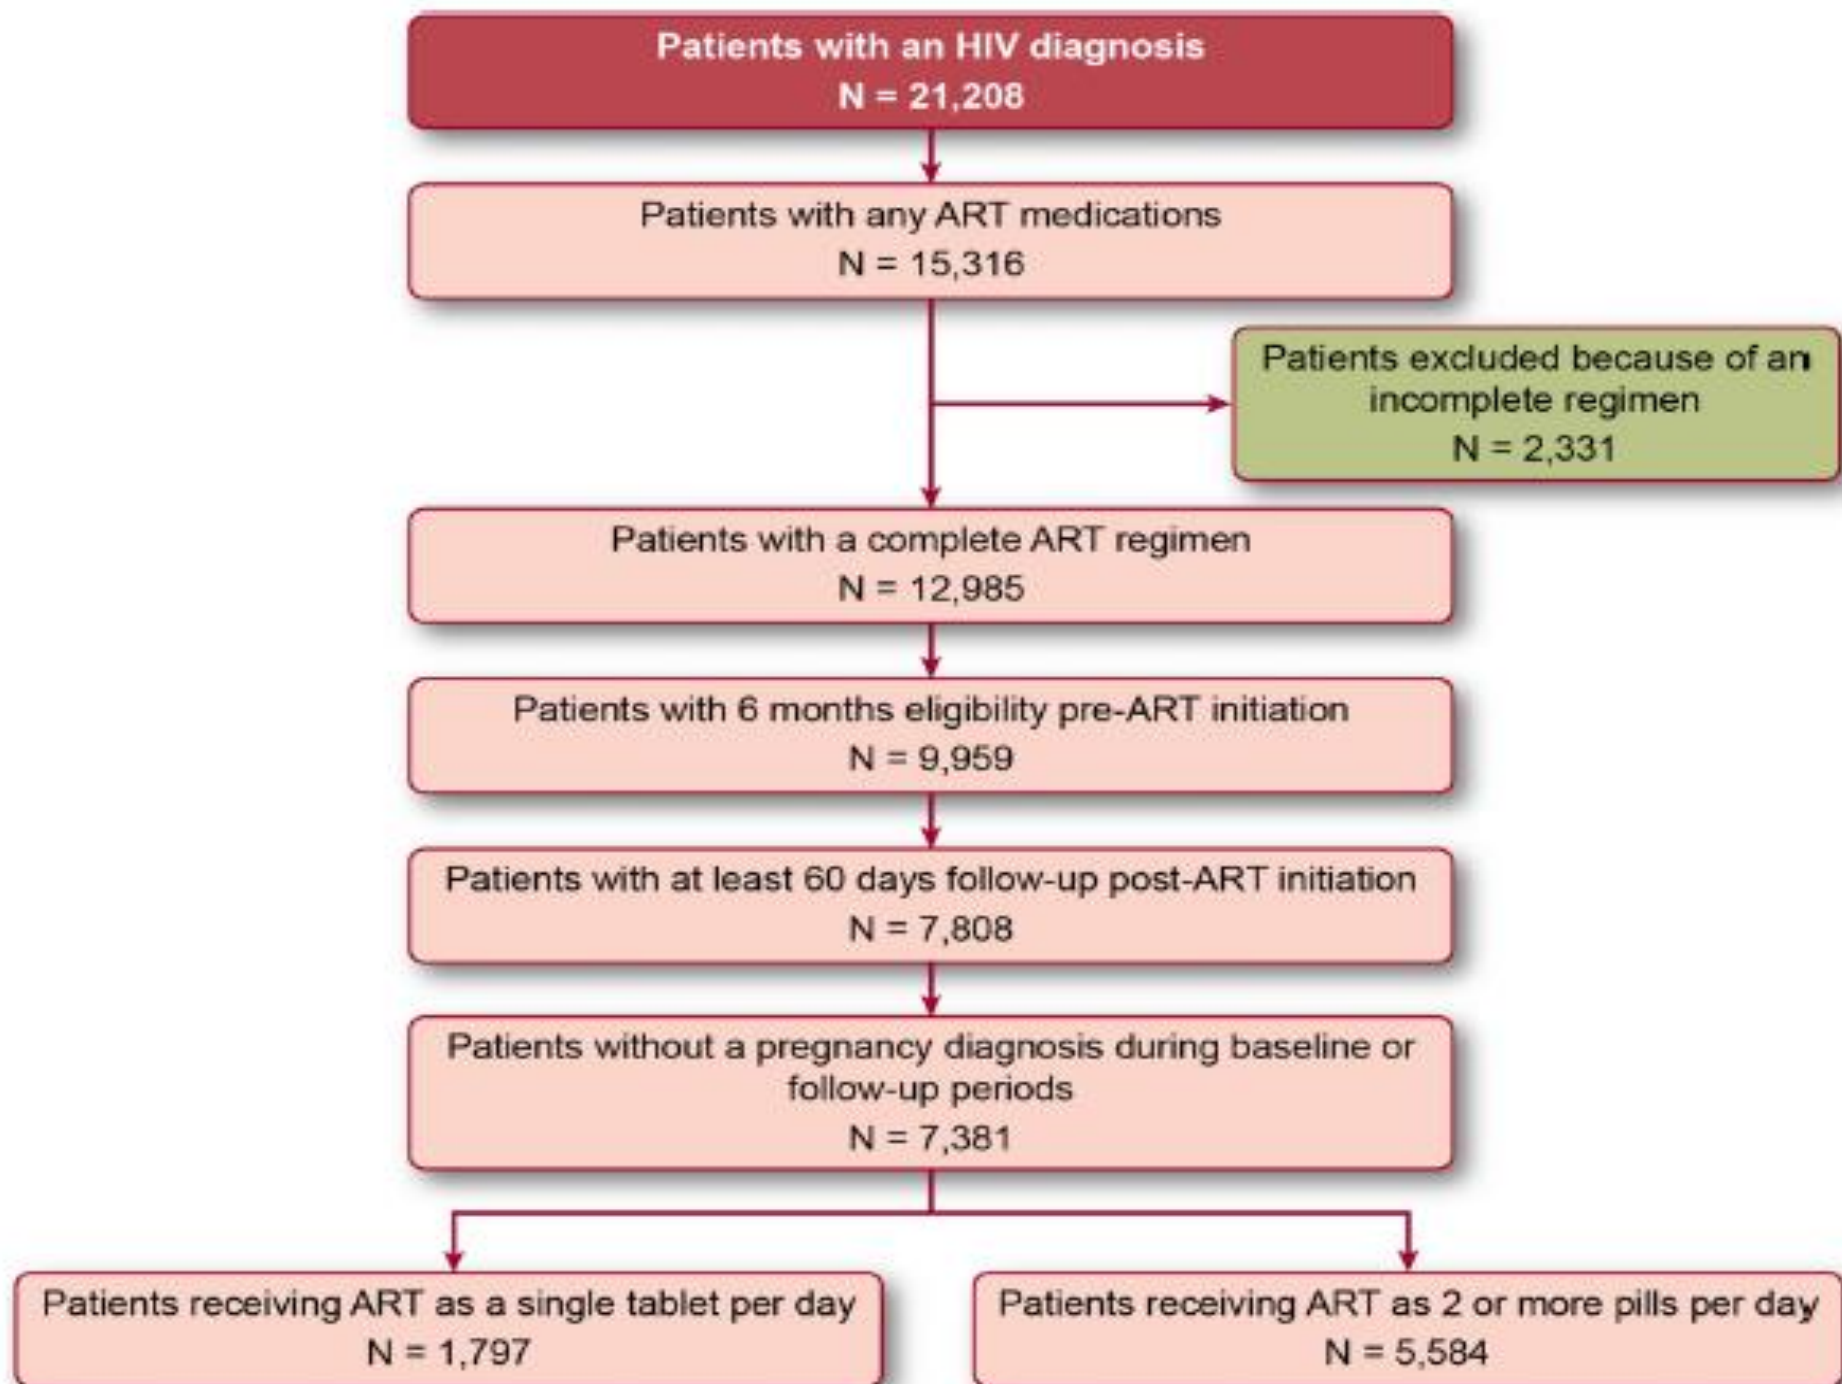 Patients with an HIV diagnosis
N = 21,208
Patients with any ART medications
N = 15,316
Patients excluded because of an
incomplete regimen
N = 2,331
Patients with a complete ART regimen
N = 12,985
Patients with 6 months eligibility pre-ART initiation
N = 9,959
Patients with at least 60 days follow-up post-ART initiation
N = 7,808
Patients without a pregnancy diagnosis during baseline or
follow-up periods
N = 7,381
Patients receiving ART as a single tablet per day
N = 1,797
Patients receiving ART as 2 or more pills per day
N = 5,584